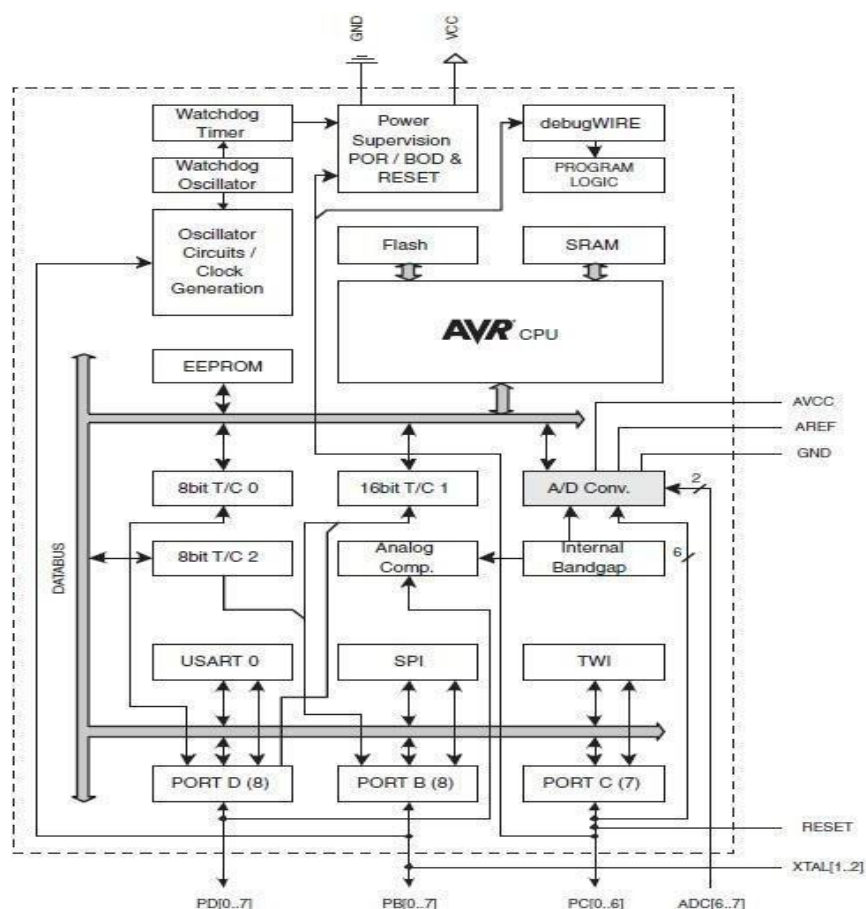 GND
VCC
Watchdog
Timer
Power
Supervision
POR / BOD &
RESET
debugWIRE
Watchdog
Oscillator
PROGRAM
LOGIC
Oscillator
Circuits /
Clock
Generation
Flash
SRAM
AVR CPU
EEPROM
AVCC
AREF
GND
8bit T/C 0
16bit T/C 1
A/D Conv.
2
DATABUS
8bit T/C 2
Analog
Comp.
Internal
Bandgap
6
USART 0
SPI
TWI
PORT D (8)
PORT B (8)
PORT C (7)
RESET
XTAL[1..2]
PD[0..7]
PB[0..7]
PC[0..6]
ADC[6..7]